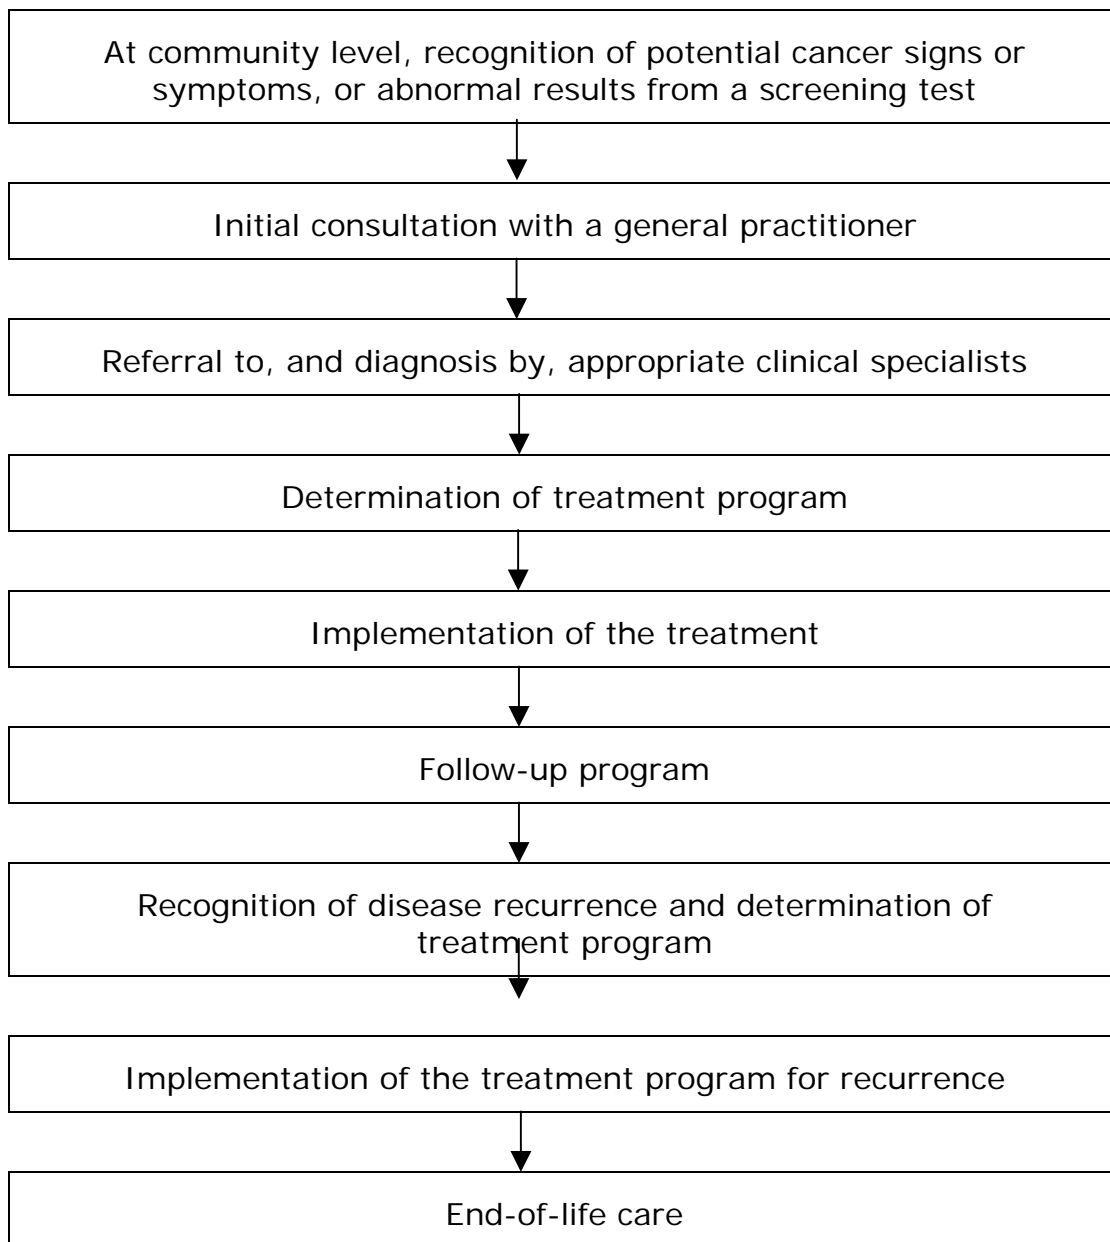 At community level, recognition of potential cancer signs or
symptoms, or abnormal results from a screening test
Initial consultation with a general practitioner
Referral to, and diagnosis by, appropriate clinical specialists
Determination of treatment program
Implementation of the treatment
Follow-up program
Recognition of disease recurrence and determination of
treatment program
Implementation of the treatment program for recurrence
End-of-life care